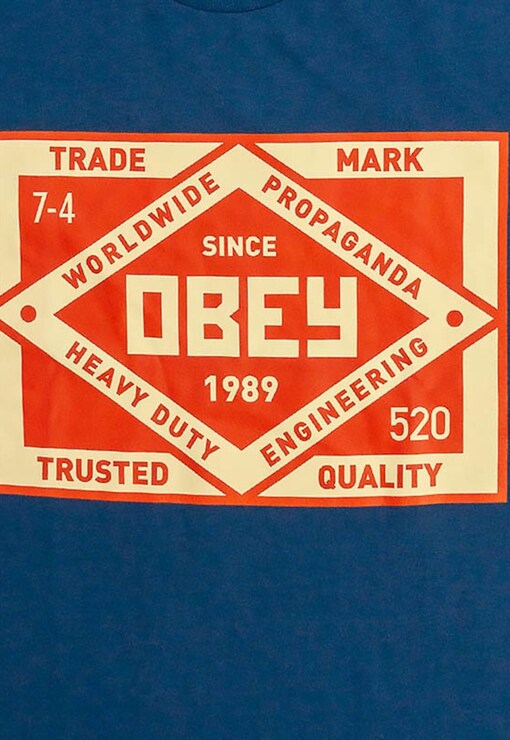 TRADE MARK
7-4
WORLDWIDE PROPAGANDA
SINCE
OBEY
1989
HEAVY DUTY ENGINEERING
520
TRUSTED QUALITY